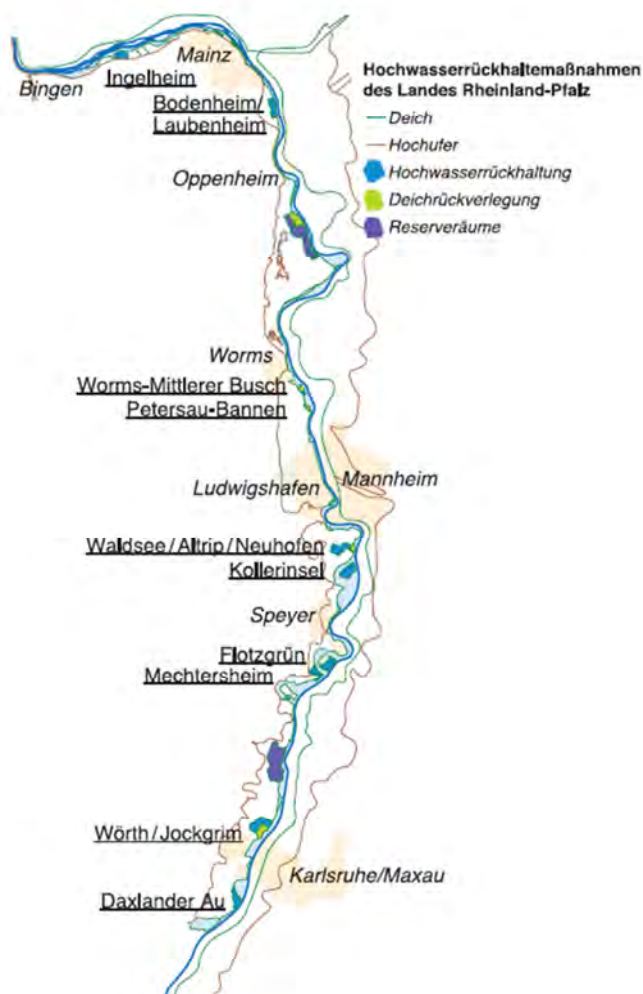 Mainz
Bingen
Ingelheim
Bodenheim/
Laubenheim
Oppenheim
Hochwasserrückhaltemaßnahmen
des Landes Rheinland-Pfalz
Deich
Hochufer
Hochwasserrückhaltung
Deichrückverlegung
Reserveräume
Worms
Worms-Mittlerer Busch
Petersau-Bannen
Mannheim
Ludwigshafen
Waldsee/Altrip/Neuhofen
Kollerinsel
Speyer
Flotzgrün
Mechtersheim
Wörth/Jockgrim
Karlsruhe/Maxau
Daxlander Au